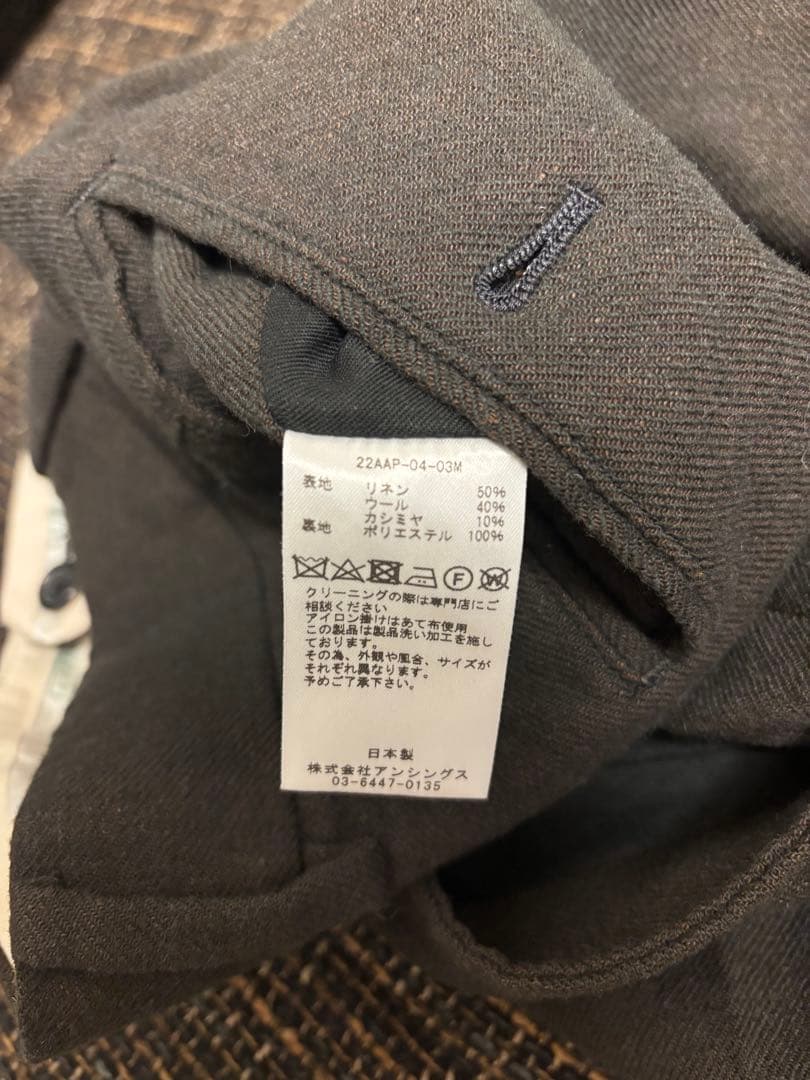 22AAP-04-03M
表地 リネン 50%
ウール 40%
カシミヤ 10%
裏地 ポリエステル 100%
F W
クリーニングの際は専門店にご
相談ください
アイロン掛けはあて布使用
この製品は製品洗い加工を施し
ております。
その為、外観や風合、サイズが
それぞれ異なります。
予めご了承下さい。
日本製
株式会社アンシングス
03-6447-0135